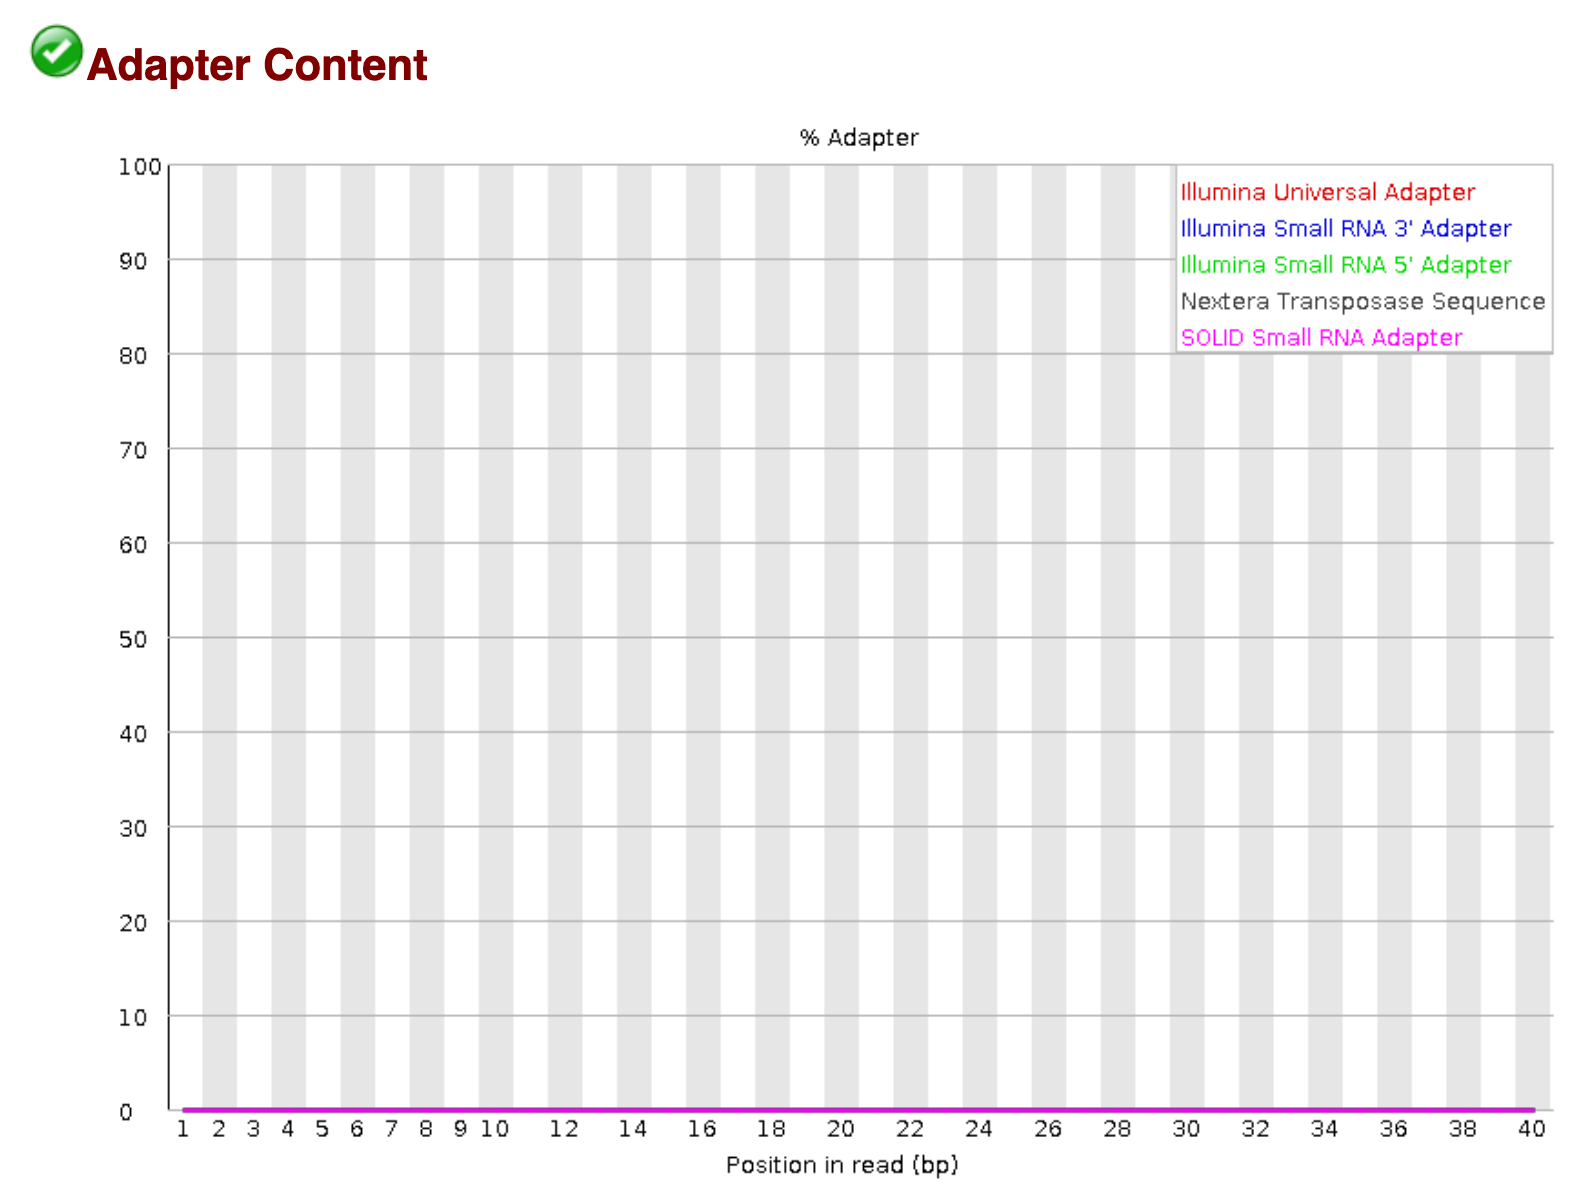 Adapter Content
% Adapter
100
90
80
70
60
50
40
30
20
10
0
Illumina Universal Adapter
Illumina Small RNA 3' Adapter
Illumina Small RNA 5' Adapter
Nextera Transposase Sequence
SOLID Small RNA Adapter
1 2 3 4 5 6 7 8 9 10 12 14 16 18 20 22 24 26 28 30 32 34 36 38 40
Position in read (bp)